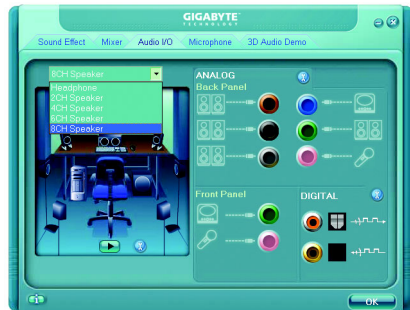 GIGABYTE
TECHNOLOGY
Sound Effect
Mixer
Audio I/O
Microphone
3D Audio Demo
8CH Speaker
Headphone
2CH Speaker
4CH Speaker
6CH Speaker
8CH Speaker
ANALOG
Back Panel
Front Panel
DIGITAL
OK